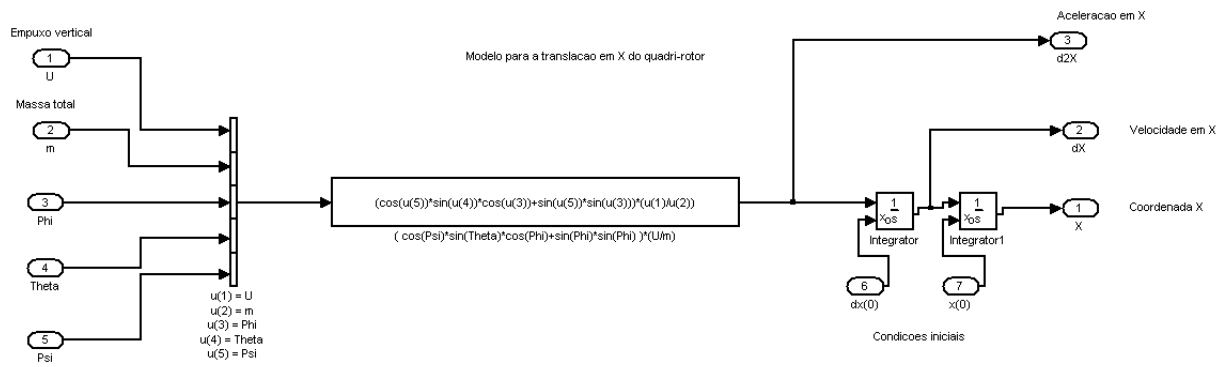 Aceleracao em X
Empuxo vertical
1
U
Modelo para a translacao em X do quadri-rotor
3
d2X
Massa total
2
m
2
dX
Velocidade em X
3
Phi
(cos(u(5))*sin(u(4))*cos(u(3))+sin(u(5))*sin(u(3)))*(u(1)/u(2))
( cos(Psi)*sin(Theta)*cos(Phi)+sin(Phi)*sin(Phi) )*(U/m)
1
xo s
Integrator
1
xo s
Integrator1
1
X
Coordenada X
4
Theta
6
dx(0)
7
x(0)
u(1) = U
u(2) = m
u(3) = Phi
u(4) = Theta
u(5) = Psi
5
Psi
Condicoes iniciais